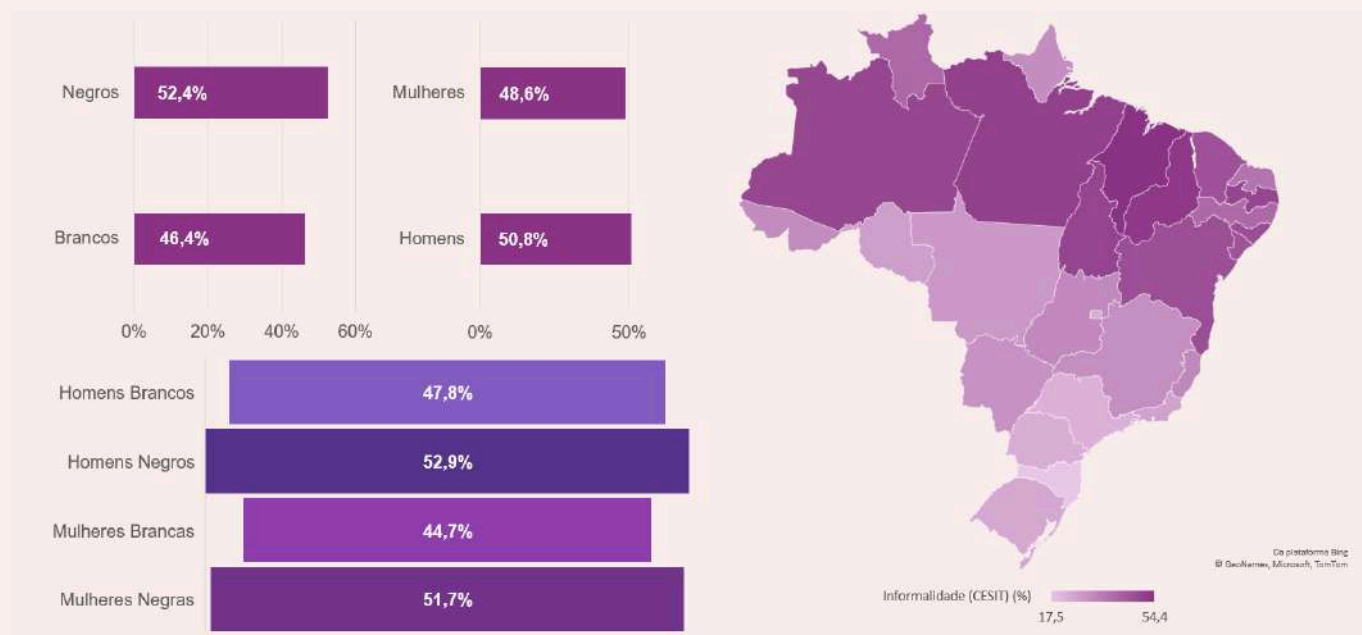 Negros
52,4%
Brancos
46,4%
0%
20%
40%
60%
Mulheres
48,6%
Homens
50,8%
0%
50%
Homens Brancos
47,8%
Homens Negros
52,9%
Mulheres Brancas
44,7%
Mulheres Negras
51,7%
Da plataforma Bing
© GeoNames, Microsoft, TomTom
Informalidade (CESIT) (%)
17,5
54,4